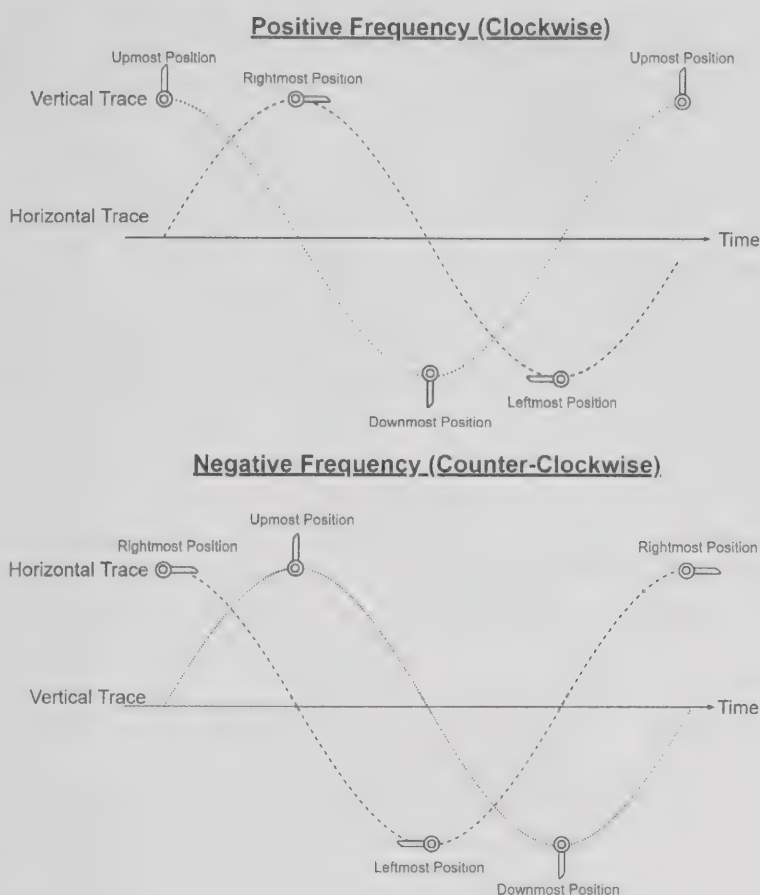 Positive Frequency (Clockwise)
Upmost Position
Rightmost Position
Upmost Position
Vertical Trace
Horizontal Trace
Time
Leftmost Position
Downmost Position
Negative Frequency (Counter-Clockwise)
Upmost Position
Rightmost Position
Rightmost Position
Horizontal Trace
Vertical Trace
Time
Leftmost Position
Downmost Position